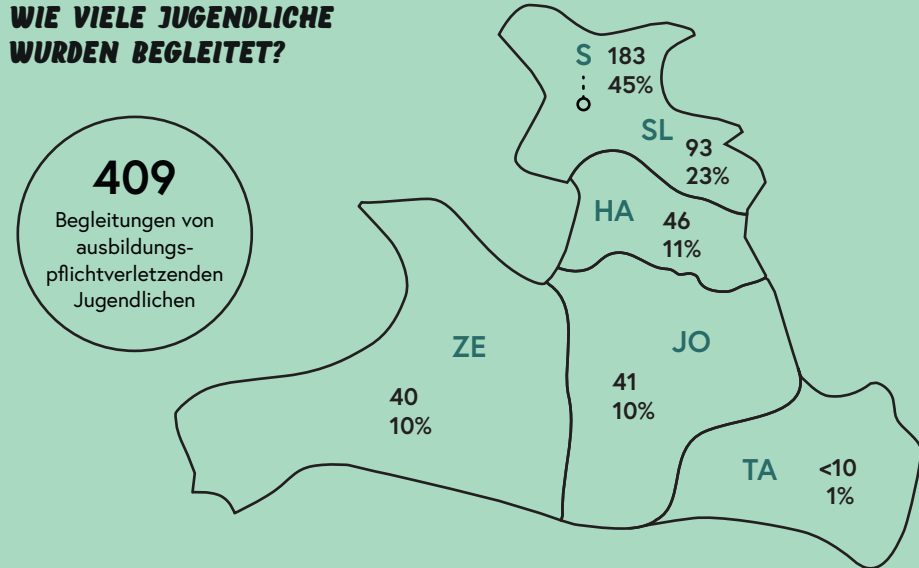 WIE VIELE JUGENDLICHE
WURDEN BEGLEITET?
409
Begleitungen von
ausbildungs-
pflichtverletzenden
Jugendlichen
S 183
45%
SL 93
23%
HA 46
11%
ZE
40
10%
JO
41
10%
TA <10
1%